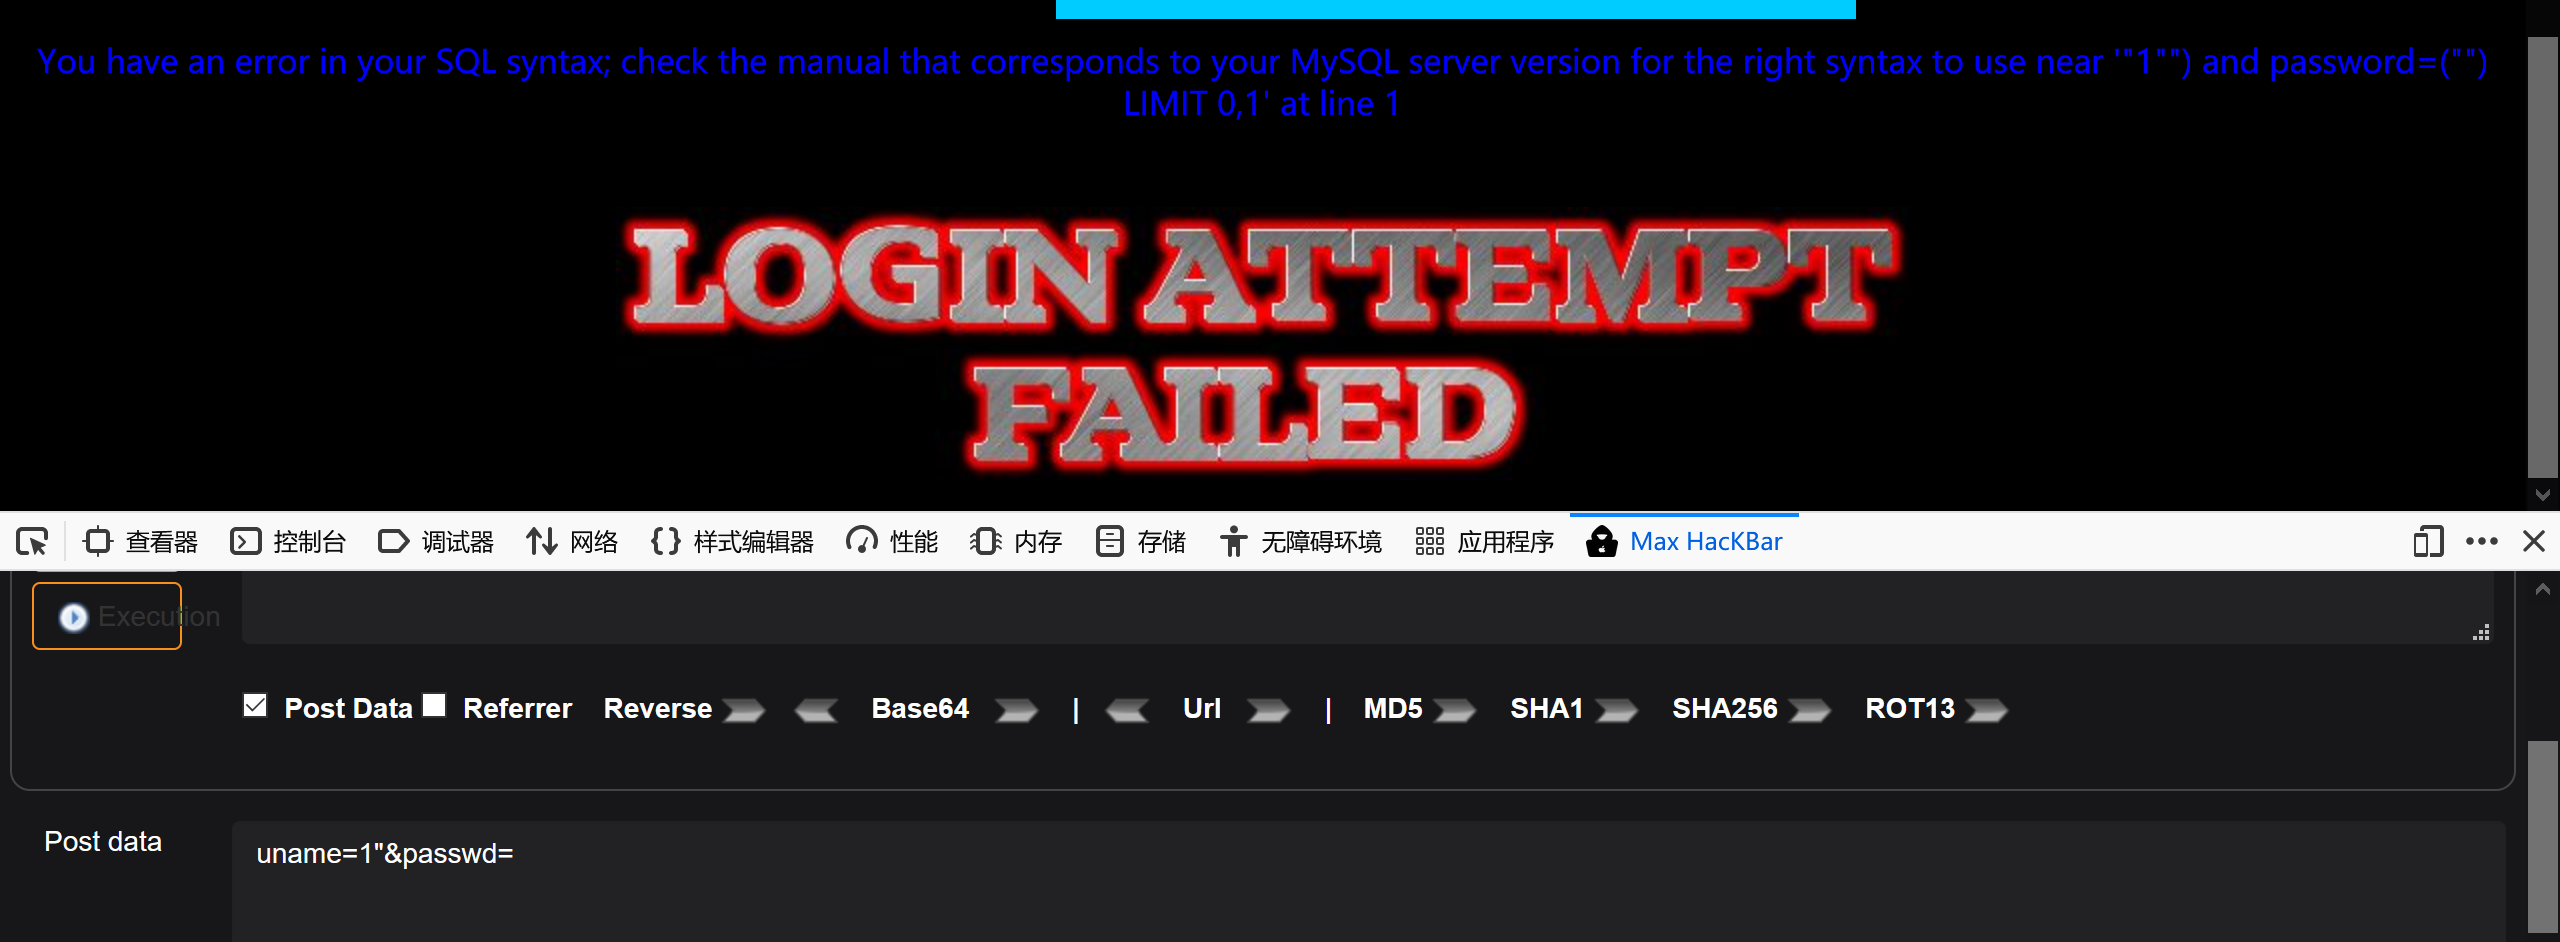 You have an error in your SQL syntax; check the manual that corresponds to your MySQL server version for the right syntax to use near '"1"") and password=("")
LIMIT 0,1' at line 1
LOGIN ATTEMPT
FAILED
查看器 控制台 调试器 网络 样式编辑器 性能 内存 存储 无障碍环境 应用程序 Max HacKBar
Execution
Post Data Referrer Reverse Base64 | Url | MD5 SHA1 SHA256 ROT13
Post data
uname=1"&passwd=